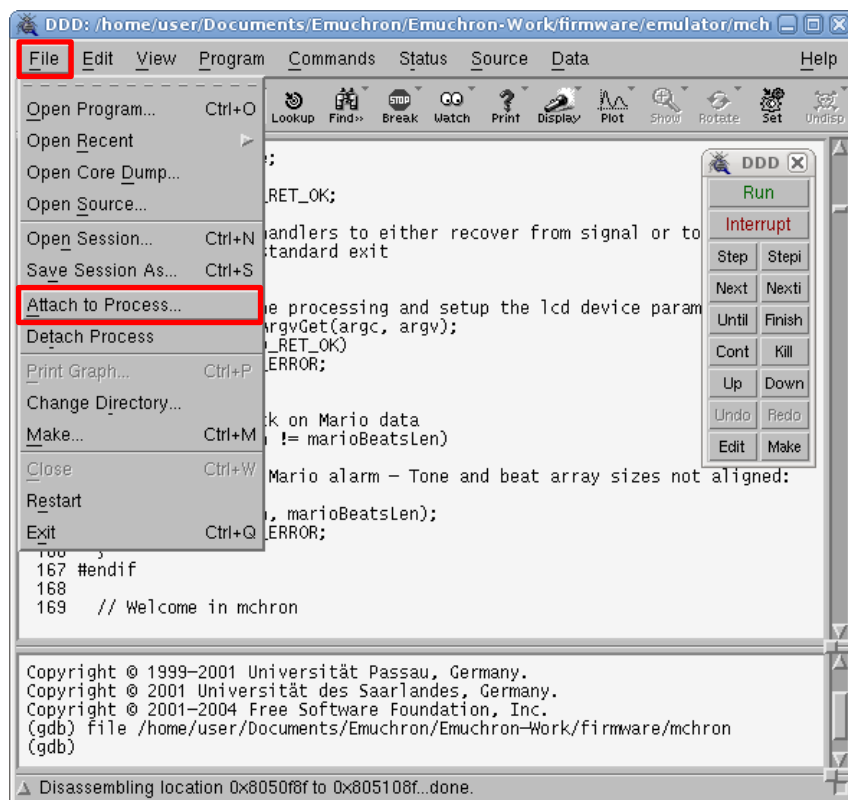 DDD: /home/user/Documents/Emuchron/Emuchron-Work/firmware/emulator/mch
File Edit View Program Commands Status Source Data Help
Lookup Find» Break Watch Print Display Plot Show Rotate Set Undisp
Open Program... Ctrl+O
Open Recent
Open Core Dump...
Open Source...
Open Session... Ctrl+N
Save Session As... Ctrl+S
Attach to Process...
Detach Process
Print Graph... Ctrl+P
Change Directory...
Make... Ctrl+M
Close Ctrl+W
Restart
Exit Ctrl+Q
;
_RET_OK;
andlers to either recover from signal or to
standard exit
ne processing and setup the lcd device param
ArgvGet(argc, argv);
_RET_OK)
_ERROR;
k on Mario data
!= marioBeatsLen)
Mario alarm – Tone and beat array sizes not aligned:
, marioBeatsLen);
_ERROR;
166 }
167 #endif
168
169 // Welcome in mchron
DDD
Run
Interrupt
Step Stepi
Next Nexti
Until Finish
Cont Kill
Up Down
Undo Redo
Edit Make
Copyright © 1999–2001 Universität Passau, Germany.
Copyright © 2001 Universität des Saarlandes, Germany.
Copyright © 2001–2004 Free Software Foundation, Inc.
(gdb) file /home/user/Documents/Emuchron/Emuchron–Work/firmware/mchron
(gdb)
Disassembling location 0x8050f8f to 0x805108f...done.